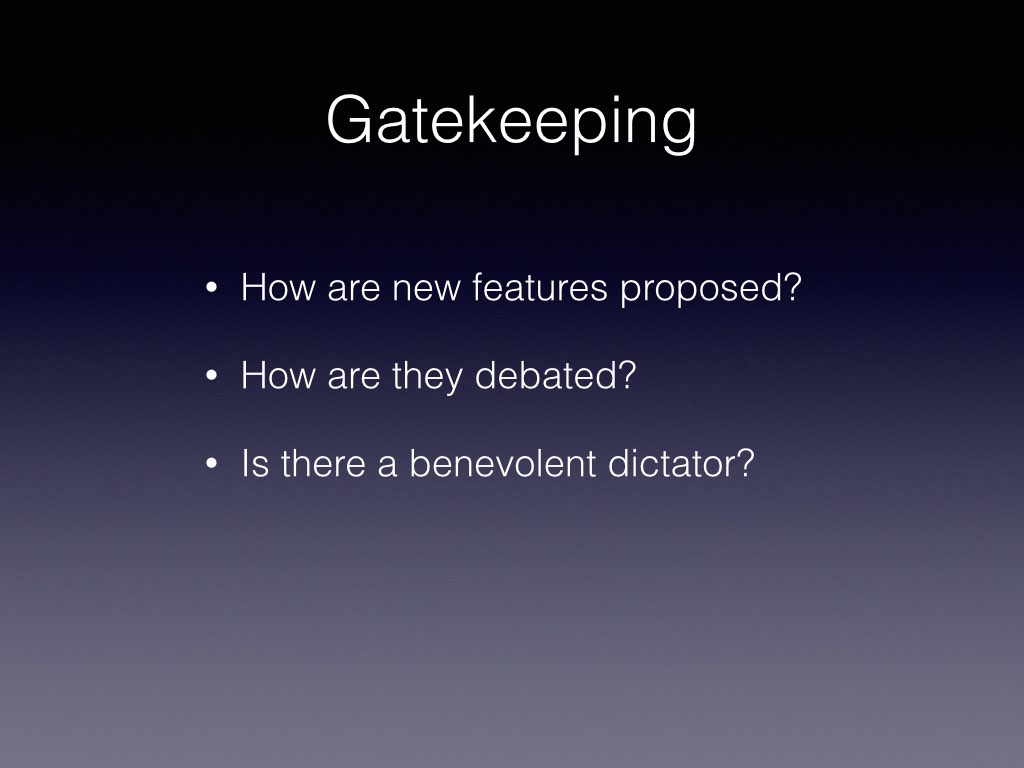 Gatekeeping
• How are new features proposed?
• How are they debated?
• Is there a benevolent dictator?